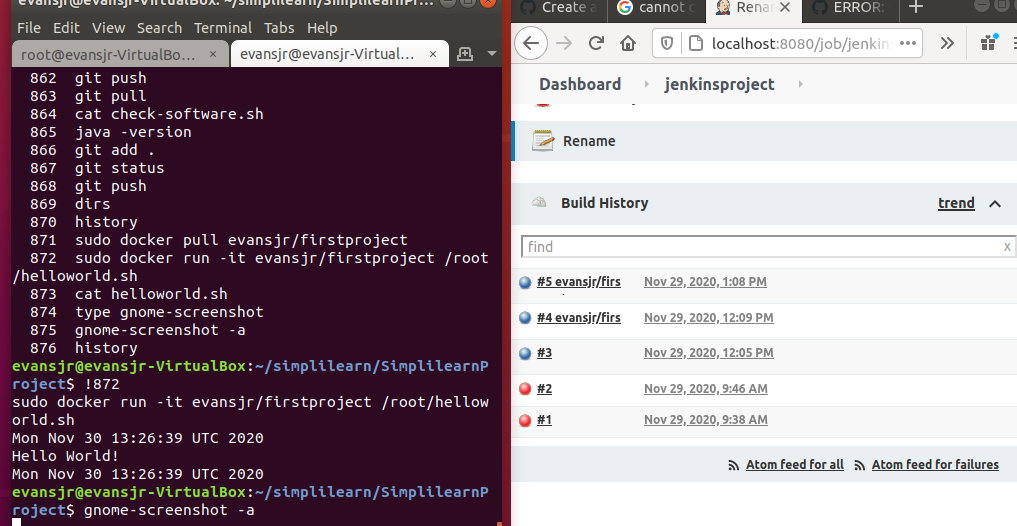 evansjr@evansjr-VirtualBox: ~/simplilearn/SimplilearnPr...
File Edit View Search Terminal Tabs Help
root@evansjr-VirtualBo... ×
evansjr@evansjr-Virtual... ×
862 git push
863 git pull
864 cat check-software.sh
865 java -version
866 git add .
867 git status
868 git push
869 dirs
870 history
871 sudo docker pull evansjr/firstproject
872 sudo docker run -it evansjr/firstproject /root
/helloworld.sh
873 cat helloworld.sh
874 type gnome-screenshot
875 gnome-screenshot -a
876 history
evansjr@evansjr-VirtualBox:~/simplilearn/SimplilearnP
roject$ !872
sudo docker run -it evansjr/firstproject /root/hellow
orld.sh
Mon Nov 30 13:26:39 UTC 2020
Hello World!
Mon Nov 30 13:26:39 UTC 2020
evansjr@evansjr-VirtualBox:~/simplilearn/SimplilearnP
roject$ gnome-screenshot -a
Create a
cannot c
Renam ×
ERROR:
localhost:8080/job/jenkin
Dashboard
jenkinsproject
Rename
Build History
trend
find x
#5 evansjr/firs Nov 29, 2020, 1:08 PM
#4 evansjr/firs Nov 29, 2020, 12:09 PM
#3 Nov 29, 2020, 12:05 PM
#2 Nov 29, 2020, 9:46 AM
#1 Nov 29, 2020, 9:38 AM
Atom feed for all Atom feed for failures